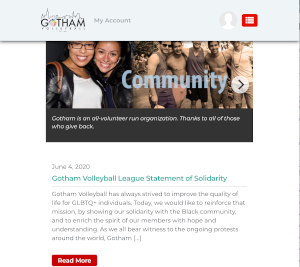 GOTHAM
VOLLEYBALL
My Account
Community
Gotham is an all-volunteer run organization. Thanks to all of those
who give back.
June 4, 2020
Gotham Volleyball League Statement of Solidarity
Gotham Volleyball has always strived to improve the quality of
life for GLBTQ+ individuals. Today, we would like to reinforce that
mission, by showing our solidarity with the Black community,
and to enrich the spirit of our members with hope and
understanding. As we all bear witness to the ongoing protests
around the world, Gotham [...]
Read More